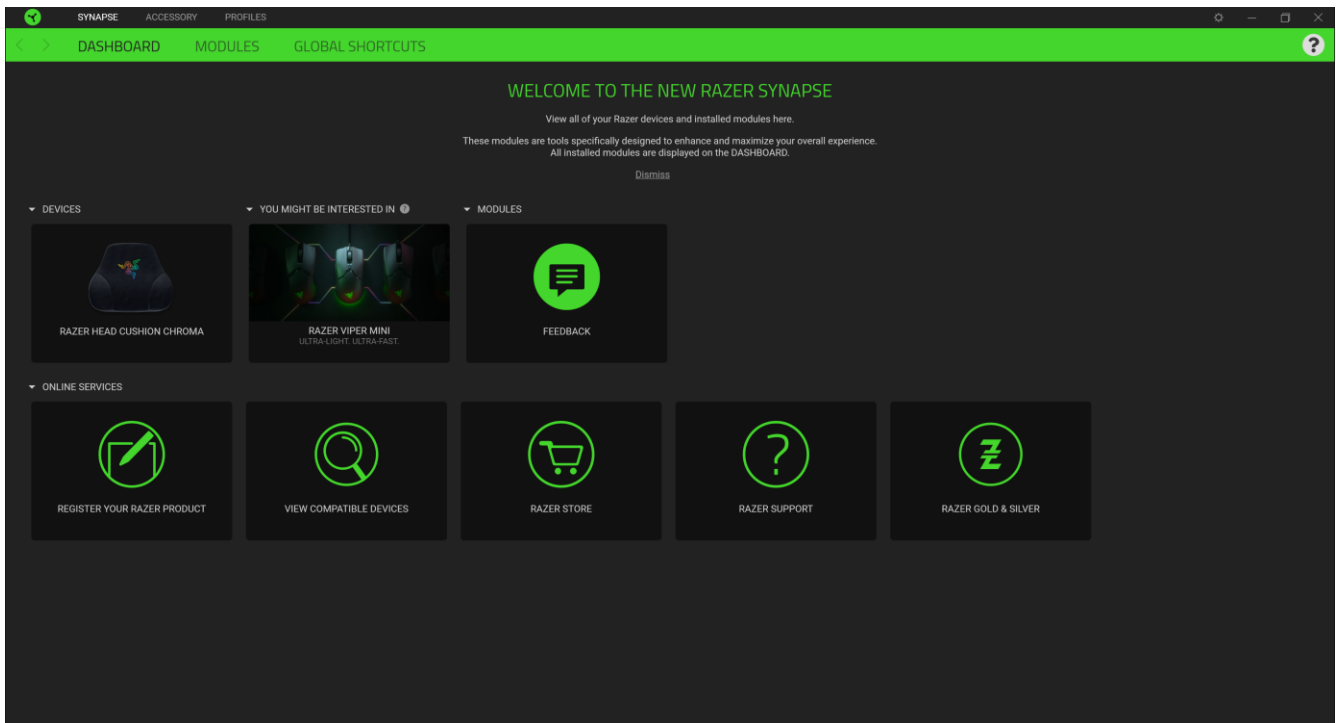 SYNAPSE ACCESSORY PROFILES
DASHBOARD MODULES GLOBAL SHORTCUTS ?
WELCOME TO THE NEW RAZER SYNAPSE
View all of your Razer devices and installed modules here.
These modules are tools specifically designed to enhance and maximize your overall experience.
All installed modules are displayed on the DASHBOARD.
Dismiss
DEVICES
YOU MIGHT BE INTERESTED IN ?
MODULES
RAZER HEAD CUSHION CHROMA
RAZER VIPER MINI
ULTRA-LIGHT. ULTRA-FAST.
FEEDBACK
ONLINE SERVICES
REGISTER YOUR RAZER PRODUCT
VIEW COMPATIBLE DEVICES
RAZER STORE
RAZER SUPPORT
RAZER GOLD & SILVER